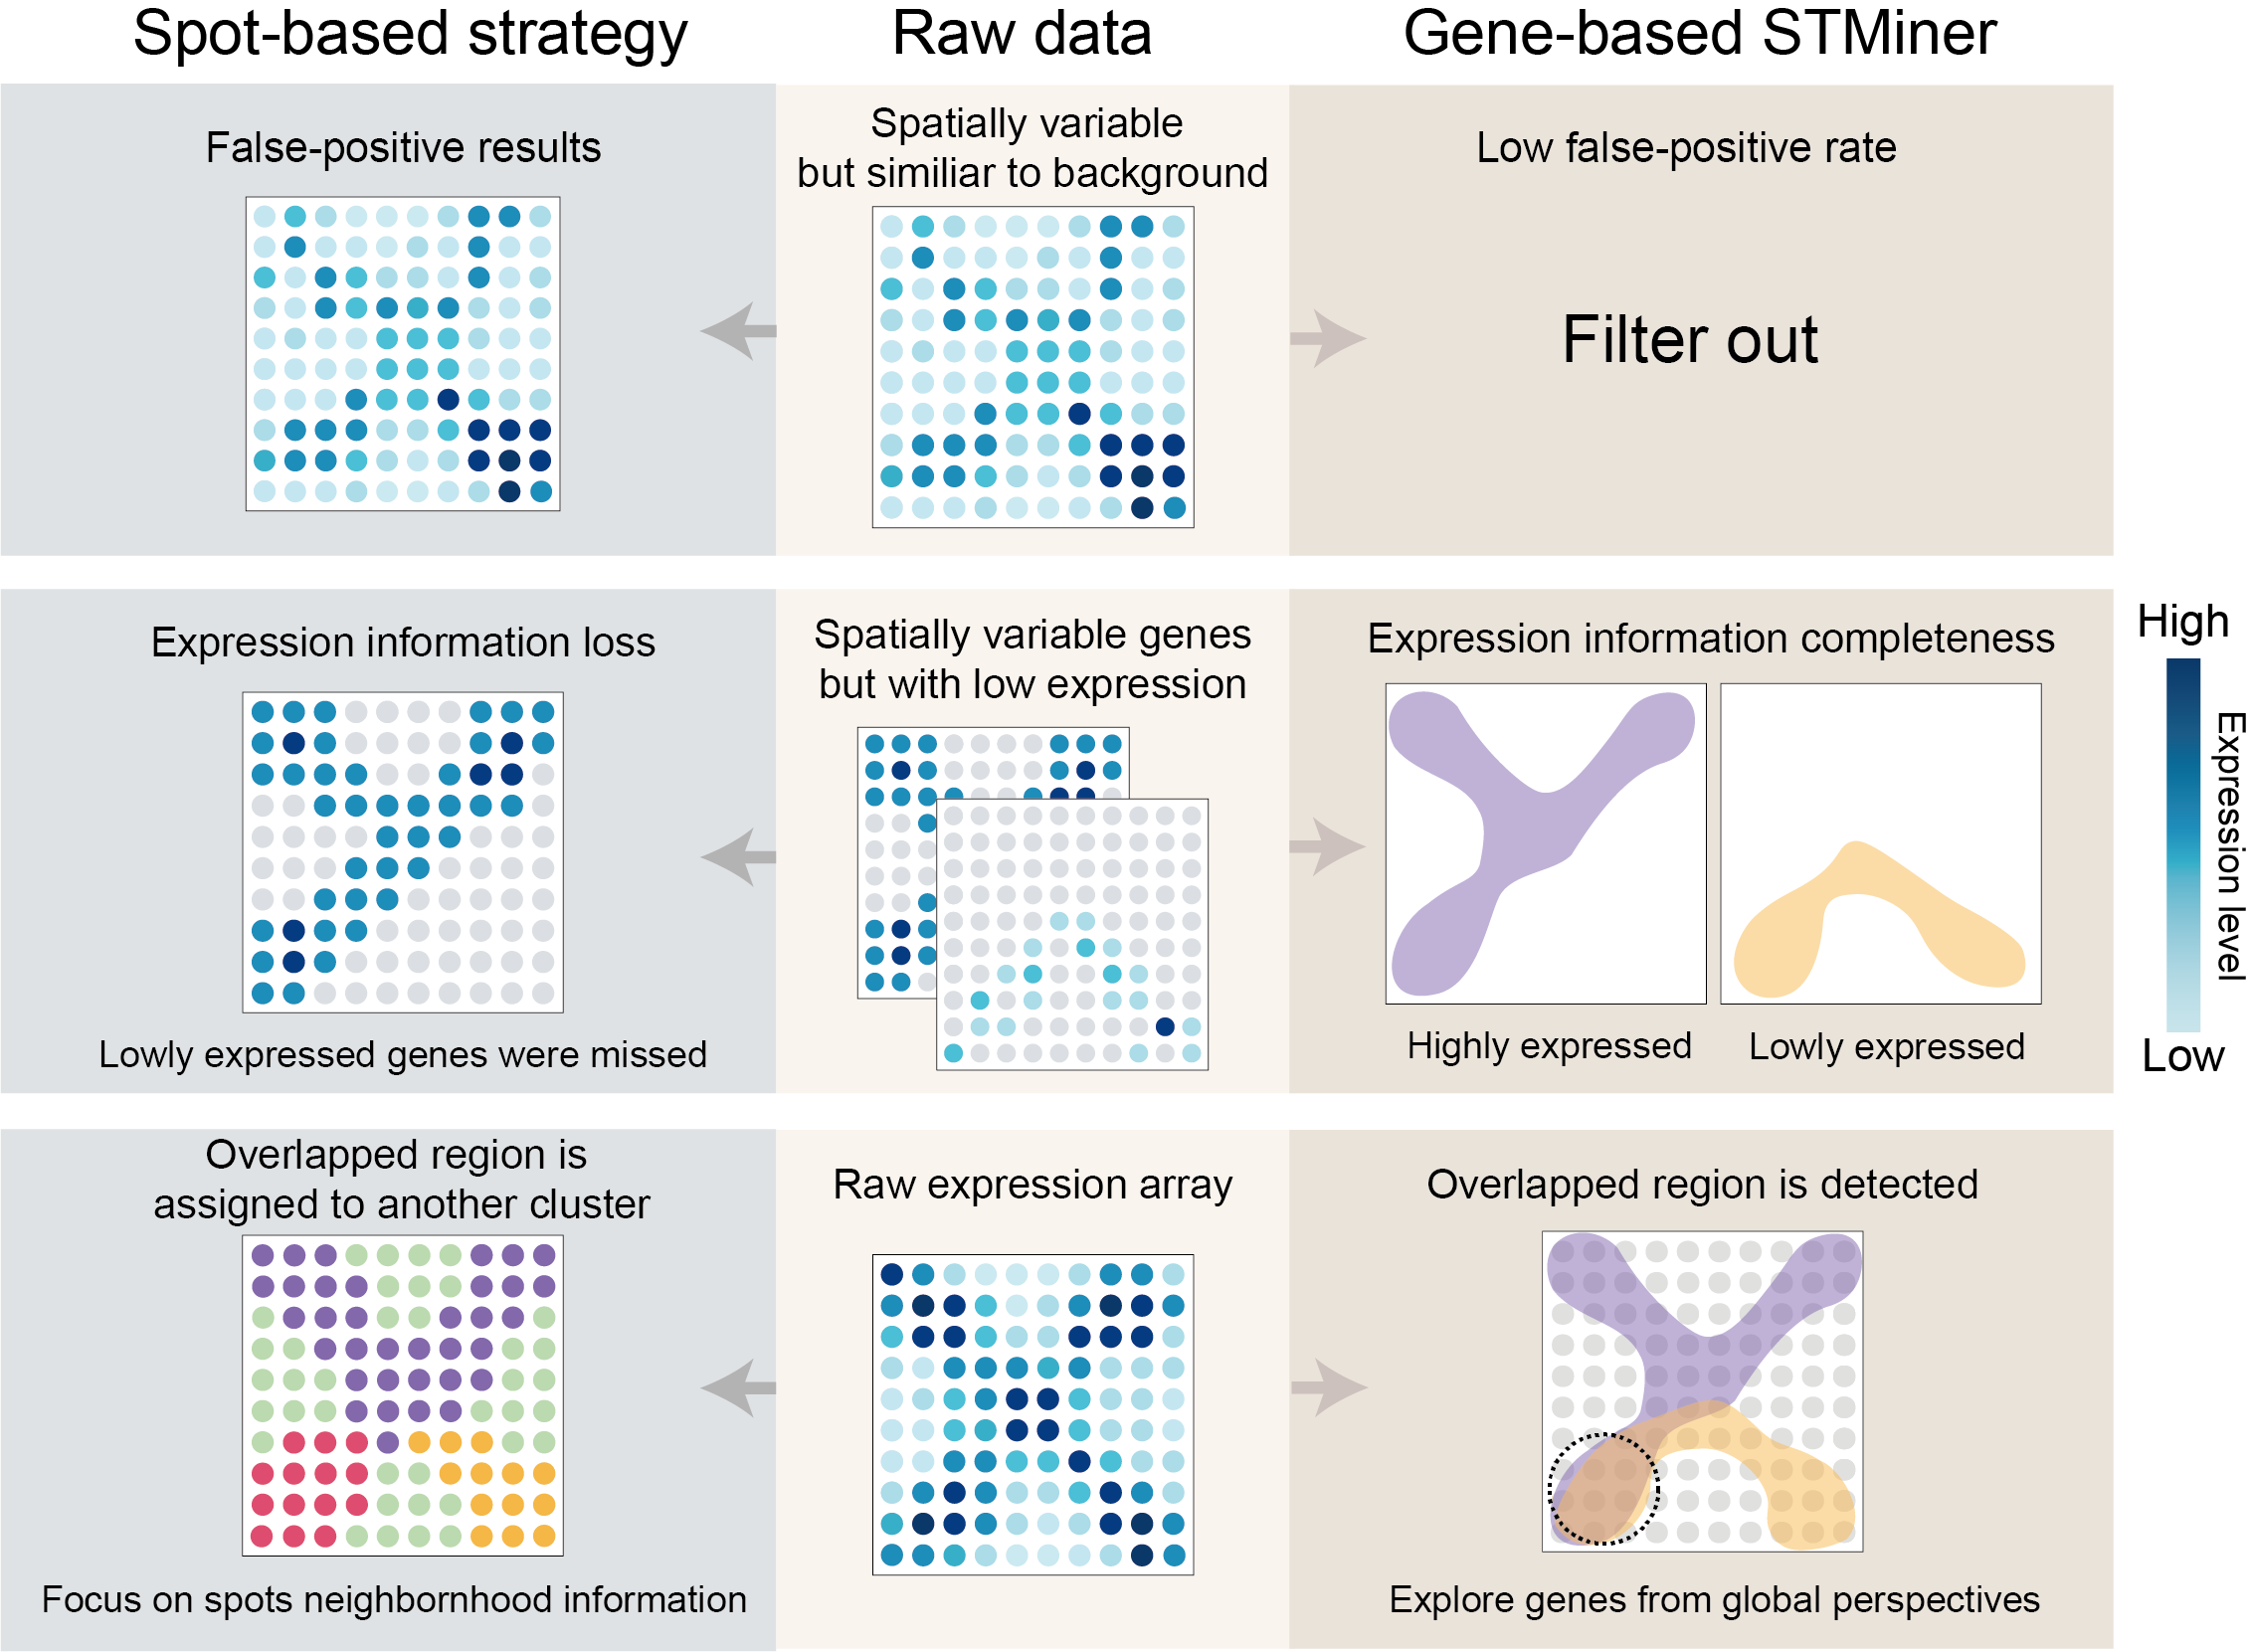 Spot-based strategy
Raw data
Gene-based STMiner
False-positive results
Spatially variable
but similiar to background
Low false-positive rate
Filter out
Expression information loss
Spatially variable genes
but with low expression
Expression information completeness
Lowly expressed genes were missed
Highly expressed
Lowly expressed
High
Expression level
Low
Overlapped region is
assigned to another cluster
Raw expression array
Overlapped region is detected
Focus on spots neighbornhood information
Explore genes from global perspectives